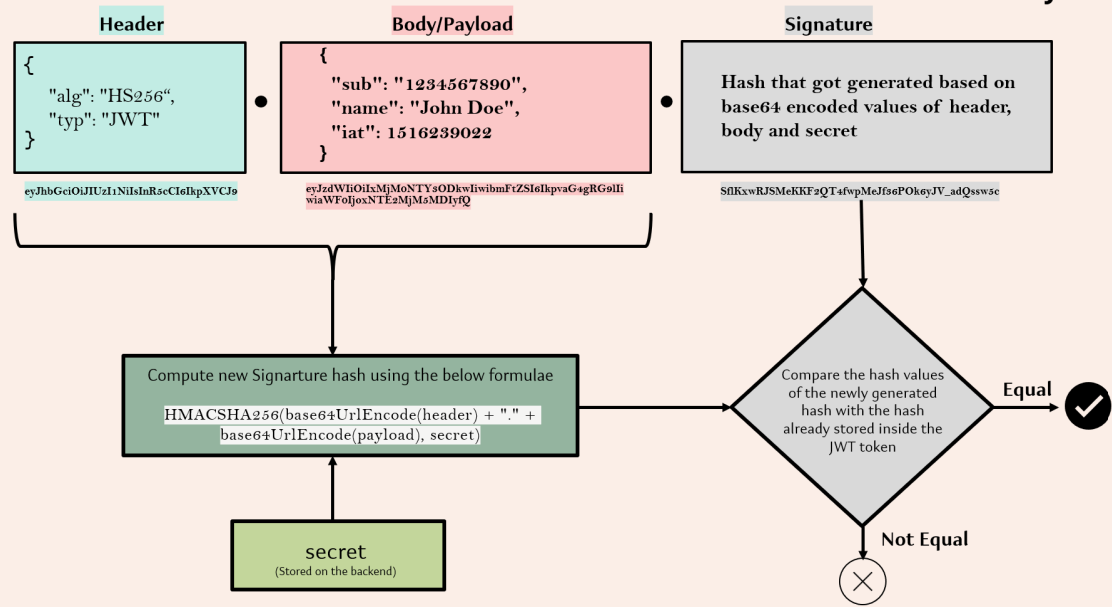 Header
{
"alg": "HS256“,
"typ": "JWT"
}
eyJhbGciOiJIUzI1NiIsInR5cCI6IkpXVCJ9
Body/Payload
{
"sub": "1234567890",
"name": "John Doe",
"iat": 1516239022
}
eyJzdWIiOiIxMjM0NTY3ODkwIiwibmFtZSI6IkpvaG4gRG9lIi
wiaWF0IjoxNTE2MjM5MDIyfQ
Signature
Hash that got generated based on
base64 encoded values of header,
body and secret
SflKxwRJSMeKKF2QT4fwpMeJf36POk6yJV_adQssw5c
Compute new Signarture hash using the below formulae
HMACSHA256(base64UrlEncode(header) + "." +
base64UrlEncode(payload), secret)
secret
(Stored on the backend)
Compare the hash values
of the newly generated
hash with the hash
already stored inside the
JWT token
Equal
Not Equal